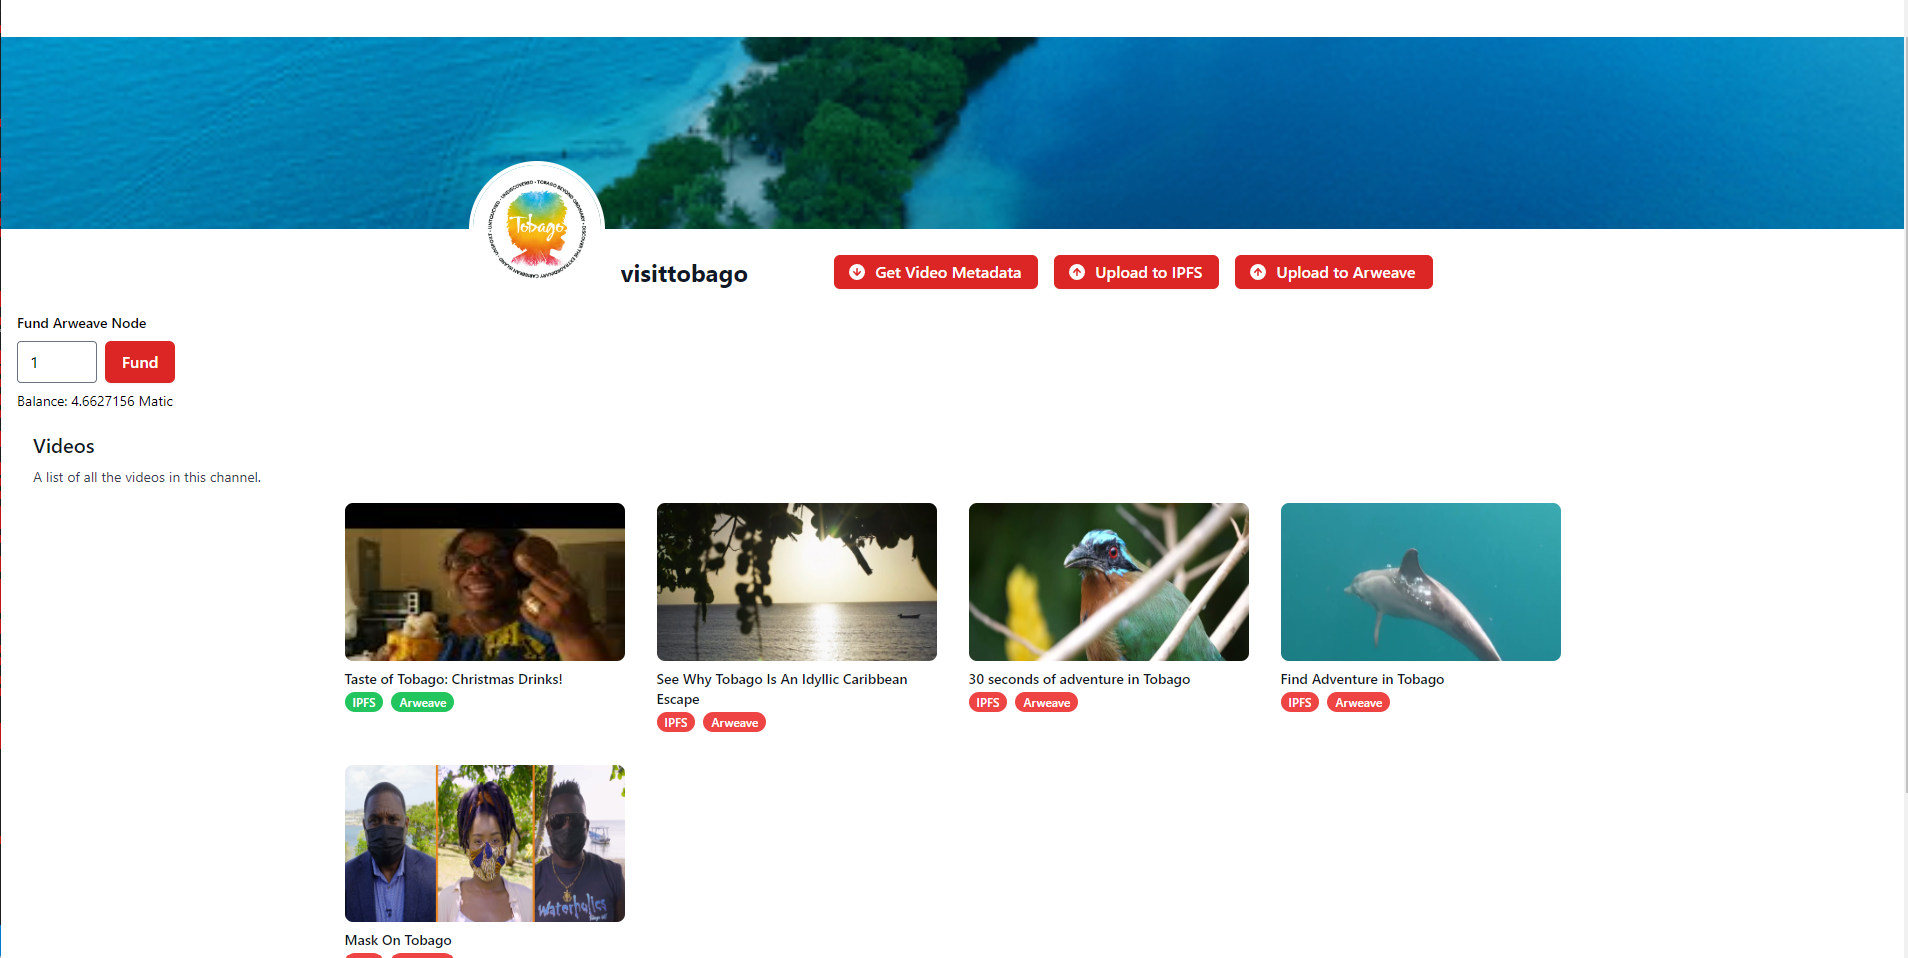 Tobago
visittobago
Get Video Metadata
Upload to IPFS
Upload to Arweave
Fund Arweave Node
1
Fund
Balance: 4.6627156 Matic
Videos
A list of all the videos in this channel.
Taste of Tobago: Christmas Drinks!
IPFS Arweave
See Why Tobago Is An Idyllic Caribbean
Escape
IPFS Arweave
30 seconds of adventure in Tobago
IPFS Arweave
Find Adventure in Tobago
IPFS Arweave
Waterholics
Mask On Tobago